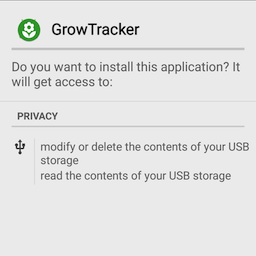 GrowTracker
Do you want to install this application? It
will get access to:
PRIVACY
modify or delete the contents of your USB
storage
read the contents of your USB storage